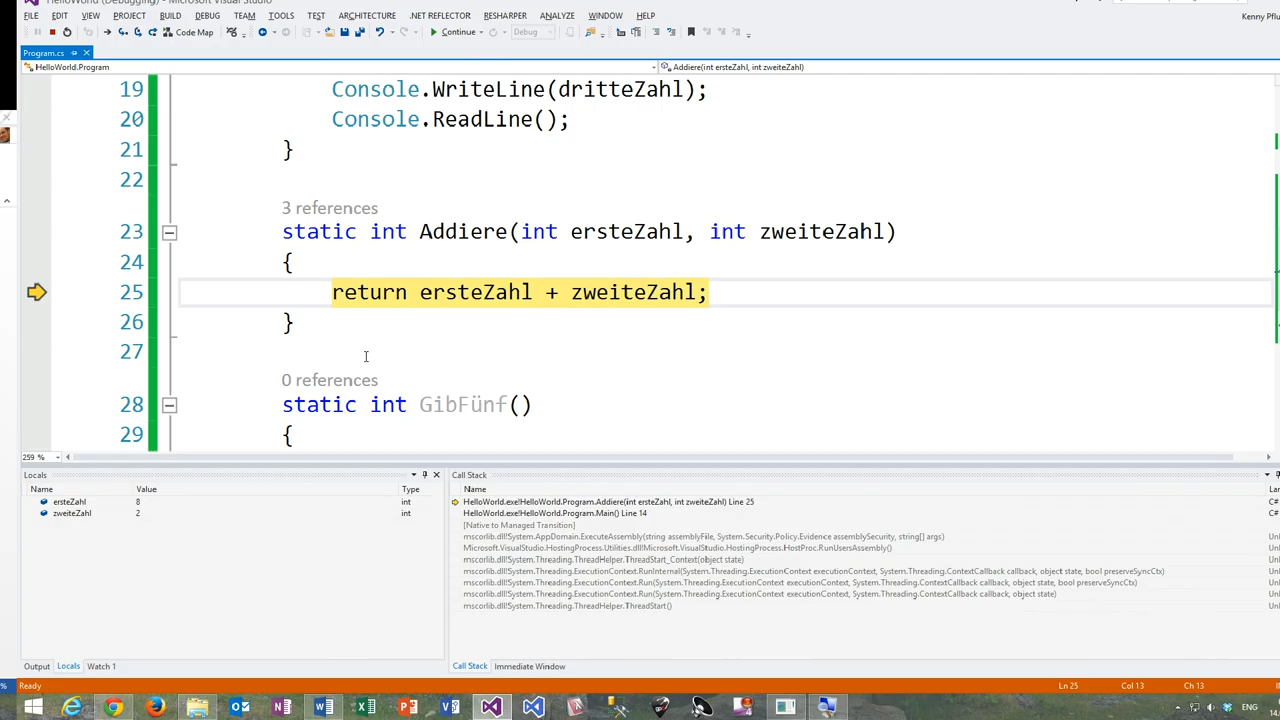 HelloWorld (Debugging) - Microsoft Visual Studio
FILE EDIT VIEW PROJECT BUILD DEBUG TEAM TOOLS TEST ARCHITECTURE .NET REFLECTOR RESHARPER ANALYZE WINDOW HELP
Kenny Pflu
Code Map Continue Debug
Program.cs
HelloWorld.Program Addiere(int ersteZahl, int zweiteZahl)
19 Console.WriteLine(dritteZahl);
20 Console.ReadLine();
21 }
22
3 references
23 static int Addiere(int ersteZahl, int zweiteZahl)
24 {
25 return ersteZahl + zweiteZahl;
26 }
27
0 references
28 static int GibFünf()
29 {
259 %
Locals
Name Value Type
ersteZahl 8 int
zweiteZahl 2 int
Call Stack
Name La
HelloWorld.exe!HelloWorld.Program.Addiere(int ersteZahl, int zweiteZahl) Line 25 C#
HelloWorld.exe!HelloWorld.Program.Main() Line 14 C#
[Native to Managed Transition]
mscorlib.dll!System.AppDomain.ExecuteAssembly(string assemblyFile, System.Security.Policy.Evidence assemblySecurity, string[] args) Unl
Microsoft.VisualStudio.HostingProcess.Utilities.dll!Microsoft.VisualStudio.HostingProcess.HostProc.RunUsersAssembly() Unl
mscorlib.dll!System.Threading.ThreadHelper.ThreadStart_Context(object state) Unl
mscorlib.dll!System.Threading.ExecutionContext.RunInternal(System.Threading.ExecutionContext executionContext, System.Threading.ContextCallback callback, object state, bool preserveSyncCtx) Unl
mscorlib.dll!System.Threading.ExecutionContext.Run(System.Threading.ExecutionContext executionContext, System.Threading.ContextCallback callback, object state, bool preserveSyncCtx) Unl
mscorlib.dll!System.Threading.ExecutionContext.Run(System.Threading.ExecutionContext executionContext, System.Threading.ContextCallback callback, object state) Unl
mscorlib.dll!System.Threading.ThreadHelper.ThreadStart() Unl
Output Locals Watch 1
Call Stack Immediate Window
% Ready Ln 25 Col 13 Ch 13
ENG